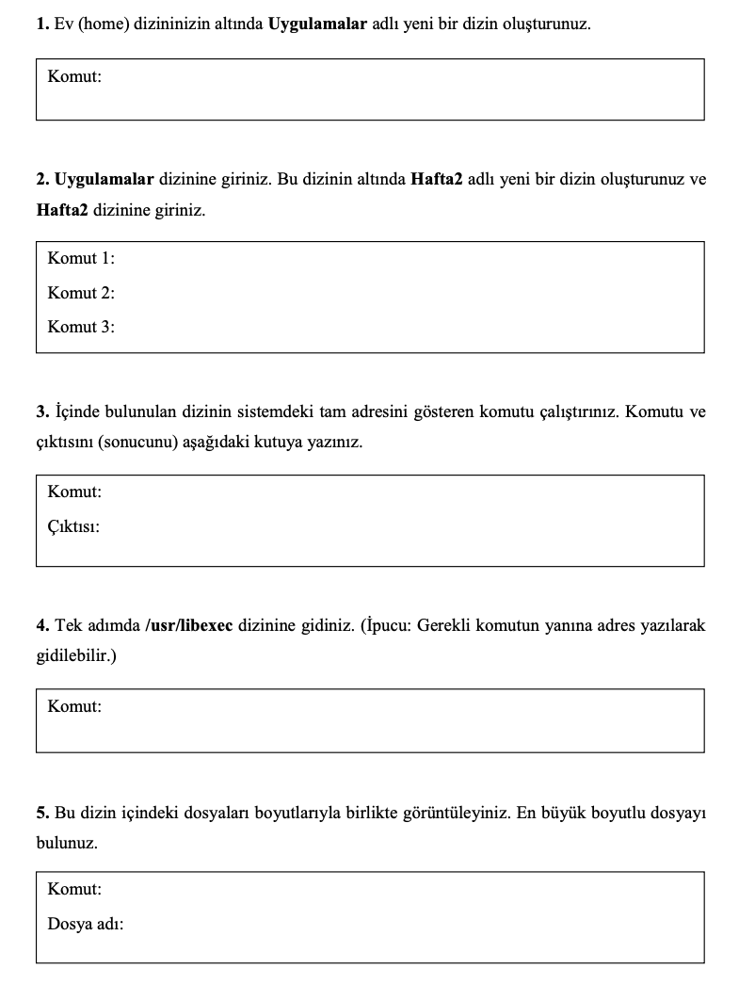 1. Ev (home) dizininizin altında Uygulamalar adlı yeni bir dizin oluşturunuz.
Komut:
2. Uygulamalar dizinine giriniz. Bu dizinin altında Hafta2 adlı yeni bir dizin oluşturunuz ve
Hafta2 dizinine giriniz.
Komut 1:
Komut 2:
Komut 3:
3. İçinde bulunulan dizinin sistemdeki tam adresini gösteren komutu çalıştırınız. Komutu ve
çıktısını (sonucunu) aşağıdaki kutuya yazınız.
Komut:
Çıktısı:
4. Tek adımda /usr/libexec dizinine gidiniz. (İpucu: Gerekli komutun yanına adres yazılarak
gidilebilir.)
Komut:
5. Bu dizin içindeki dosyaları boyutlarıyla birlikte görüntüleyiniz. En büyük boyutlu dosyayı
bulunuz.
Komut:
Dosya adı: